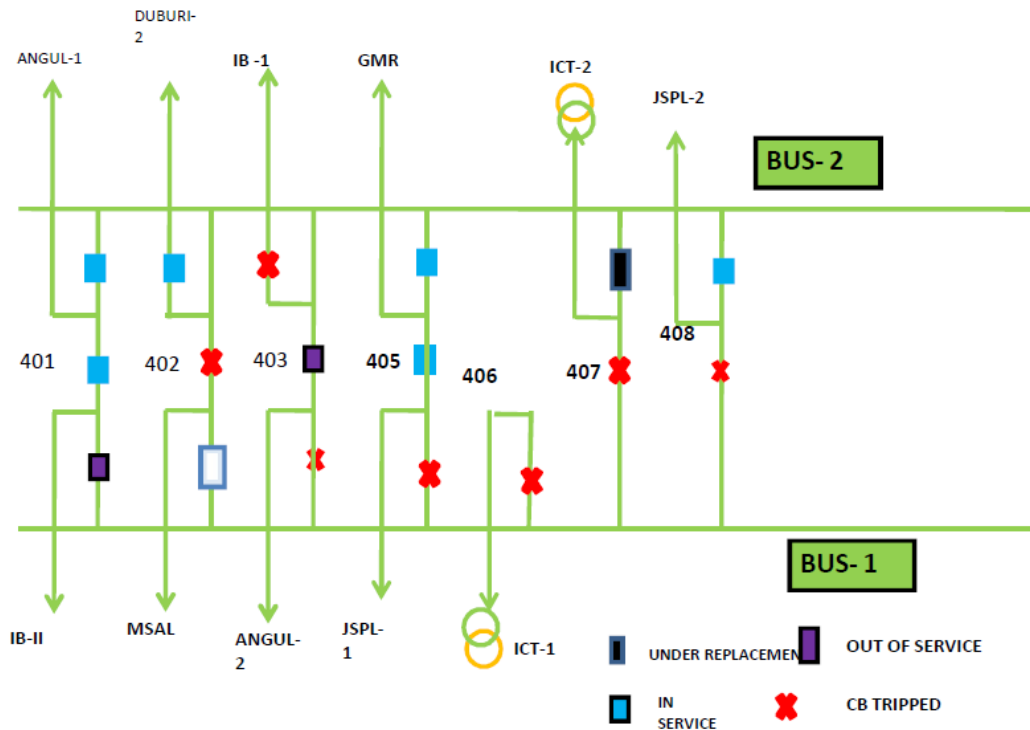 DUBURI-
2
ANGUL-1
IB -1
GMR
ICT-2
JSPL-2
BUS- 2
401
402
403
405
406
407
408
BUS- 1
IB-II
MSAL
ANGUL-
2
JSPL-
1
ICT-1
UNDER REPLACEMEN
OUT OF SERVICE
IN
SERVICE
CB TRIPPED